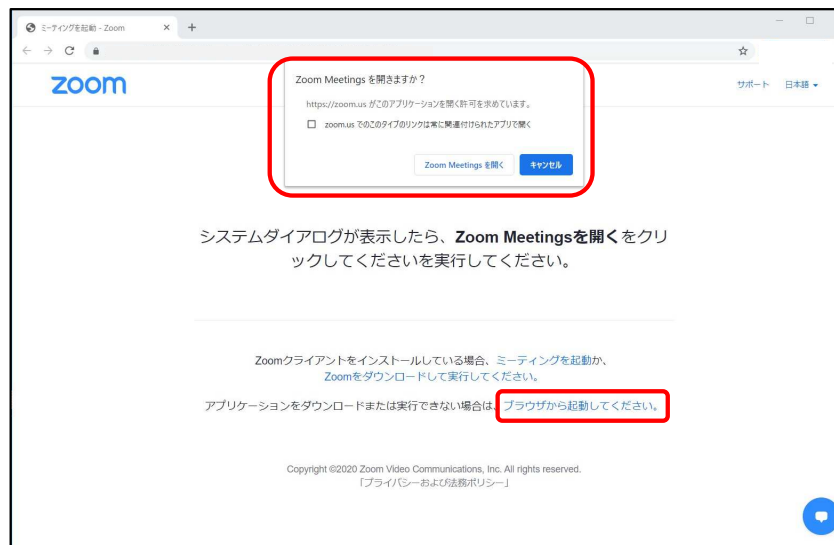 ミーティングを起動 - Zoom
zoom
サポート 日本語
Zoom Meetings を開きますか？
https://zoom.us がこのアプリケーションを開く許可を求めています。
zoom.us でのこのタイプのリンクは常に関連付けられたアプリで開く
Zoom Meetings を開く キャンセル
システムダイアログが表示したら、Zoom Meetingsを開くをクリ
ックしてくださいを実行してください。
Zoomクライアントをインストールしている場合、ミーティングを起動か、
Zoomをダウンロードして実行してください。
アプリケーションをダウンロードまたは実行できない場合は、ブラウザから起動してください。
Copyright ©2020 Zoom Video Communications, Inc. All rights reserved.
「プライバシーおよび法務ポリシー」